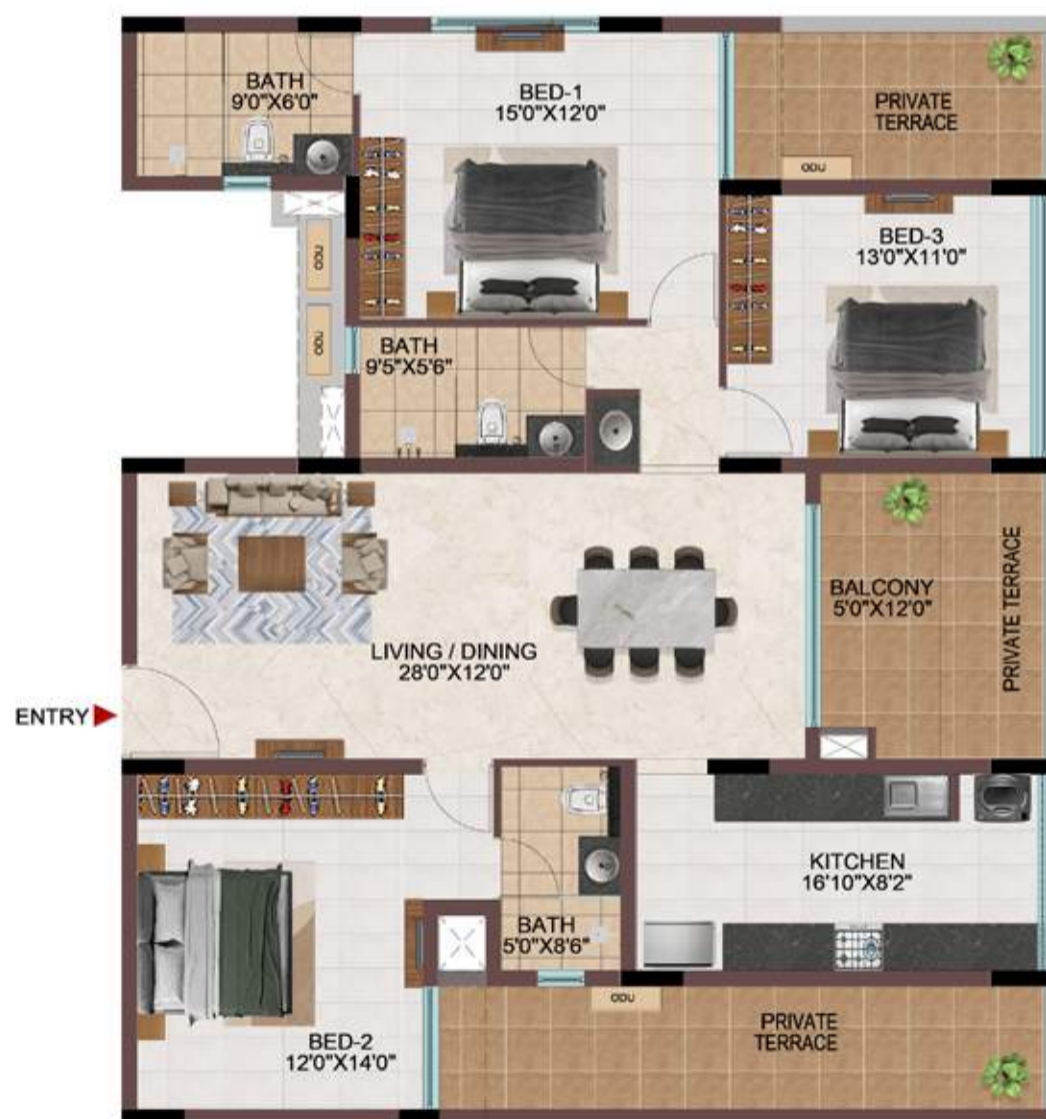 BATH
9'0"X6'0"
BED-1
15'0"X12'0"
PRIVATE
TERRACE
ODU
BED-3
13'0"X11'0"
ODU
ODU
BATH
9'5"X5'6"
LIVING / DINING
28'0"X12'0"
BALCONY
5'0"X12'0"
PRIVATE TERRACE
ENTRY
KITCHEN
16'10"X8'2"
BATH
5'0"X8'6"
BED-2
12'0"X14'0"
ODU
PRIVATE
TERRACE